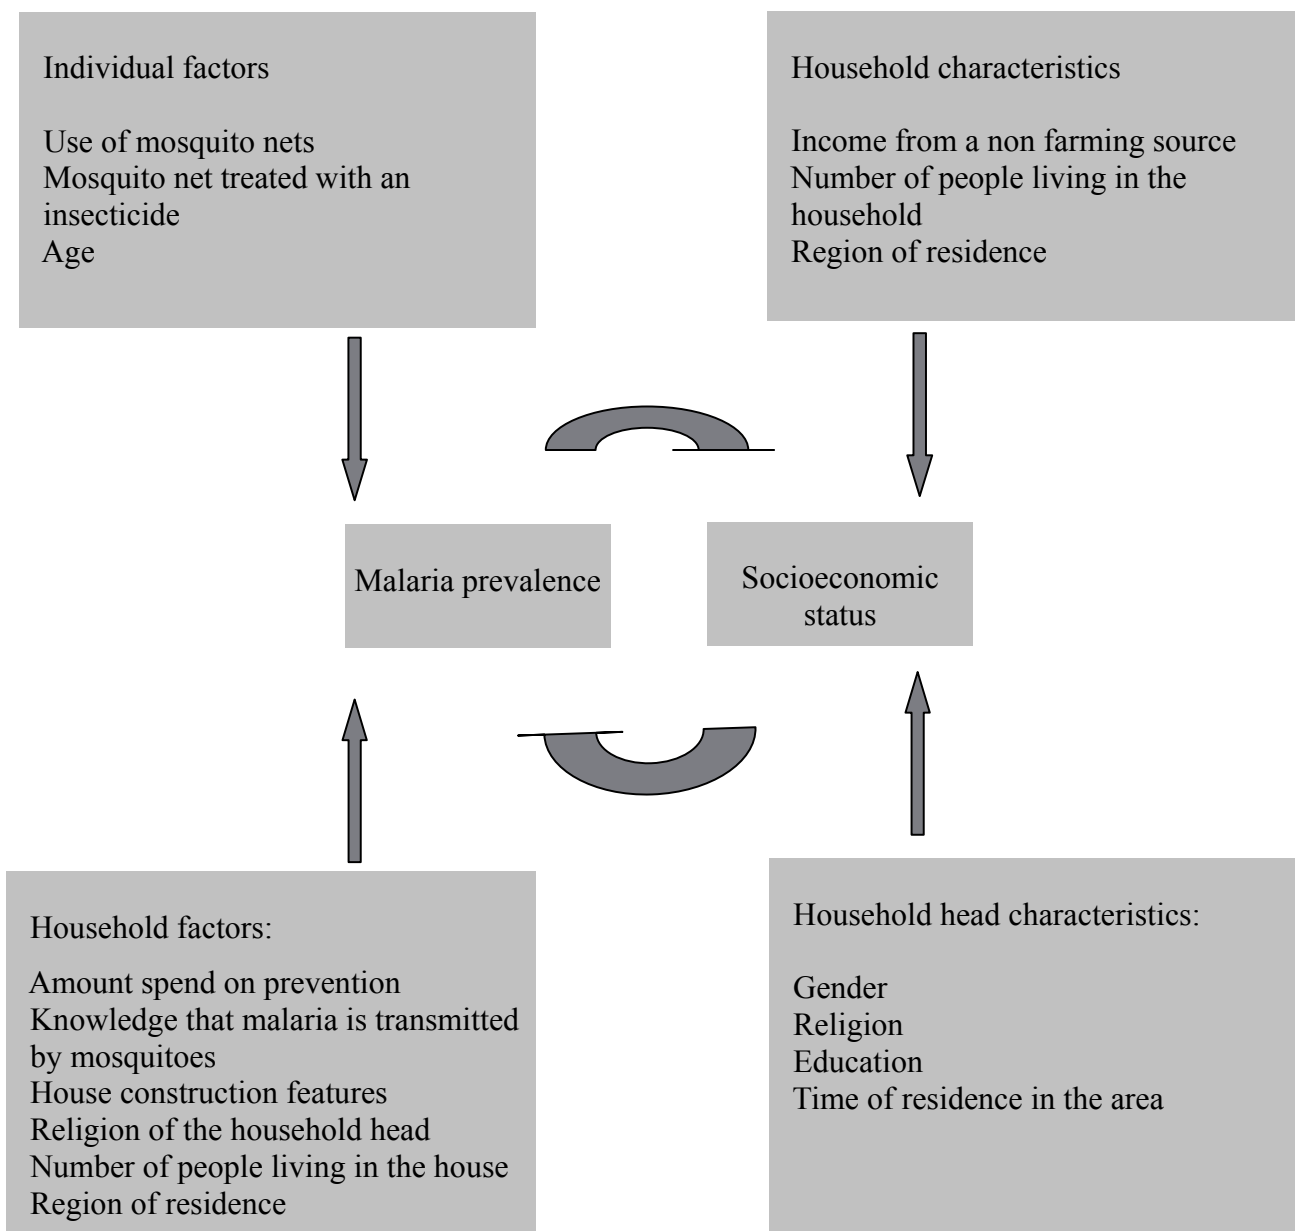 Individual factors
Use of mosquito nets
Mosquito net treated with an
insecticide
Age
Household characteristics
Income from a non farming source
Number of people living in the
household
Region of residence
Malaria prevalence
Socioeconomic
status
Household factors:
Amount spend on prevention
Knowledge that malaria is transmitted
by mosquitoes
House construction features
Religion of the household head
Number of people living in the house
Region of residence
Household head characteristics:
Gender
Religion
Education
Time of residence in the area